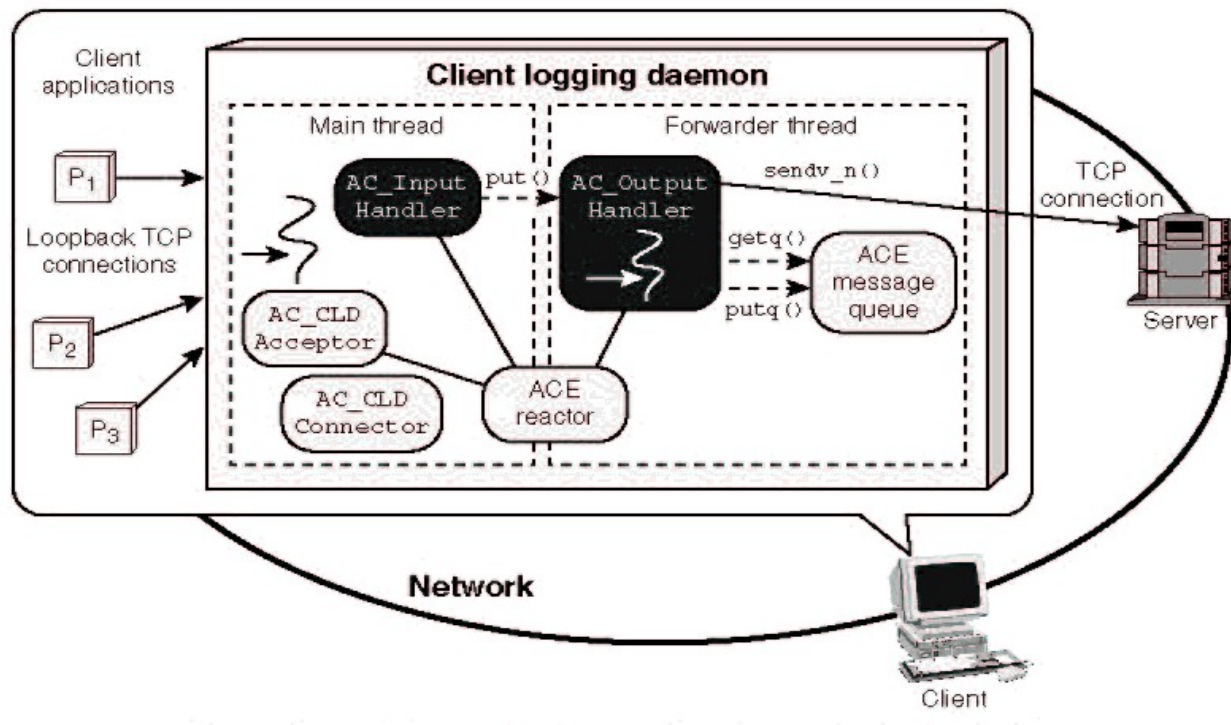 Client
applications
Client logging daemon
Main thread
Forwarder thread
P1
AC_Input
Handler
put()
AC_Output
Handler
sendv_n()
TCP
connection
Loopback TCP
connections
getq()
putq()
ACE
message
queue
Server
P2
AC_CLD
Acceptor
AC_CLD
Connector
ACE
reactor
P3
Network
Client